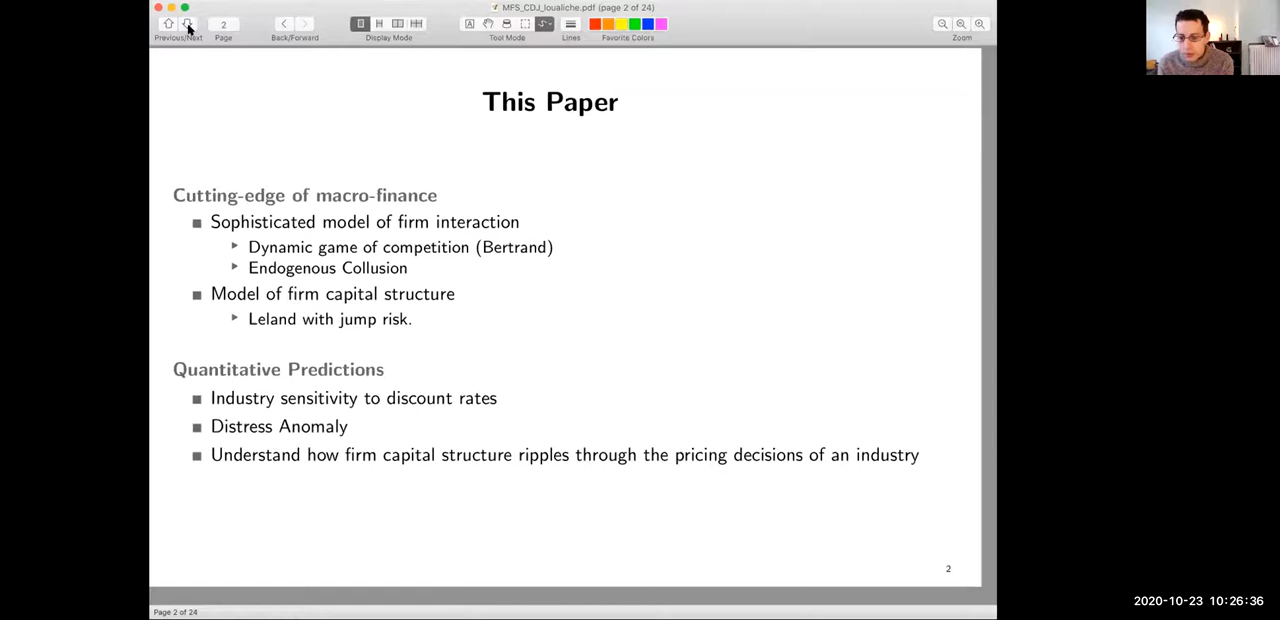 MFS_CDJ_loualiche.pdf (page 2 of 24)
2
Previous/Next
Page
Back/Forward
Display Mode
Tool Mode
Lines
Favorite Colors
Zoom
This Paper
Cutting-edge of macro-finance
Sophisticated model of firm interaction
Dynamic game of competition (Bertrand)
Endogenous Collusion
Model of firm capital structure
Leland with jump risk.
Quantitative Predictions
Industry sensitivity to discount rates
Distress Anomaly
Understand how firm capital structure ripples through the pricing decisions of an industry
2
Page 2 of 24
2020-10-23 10:26:36